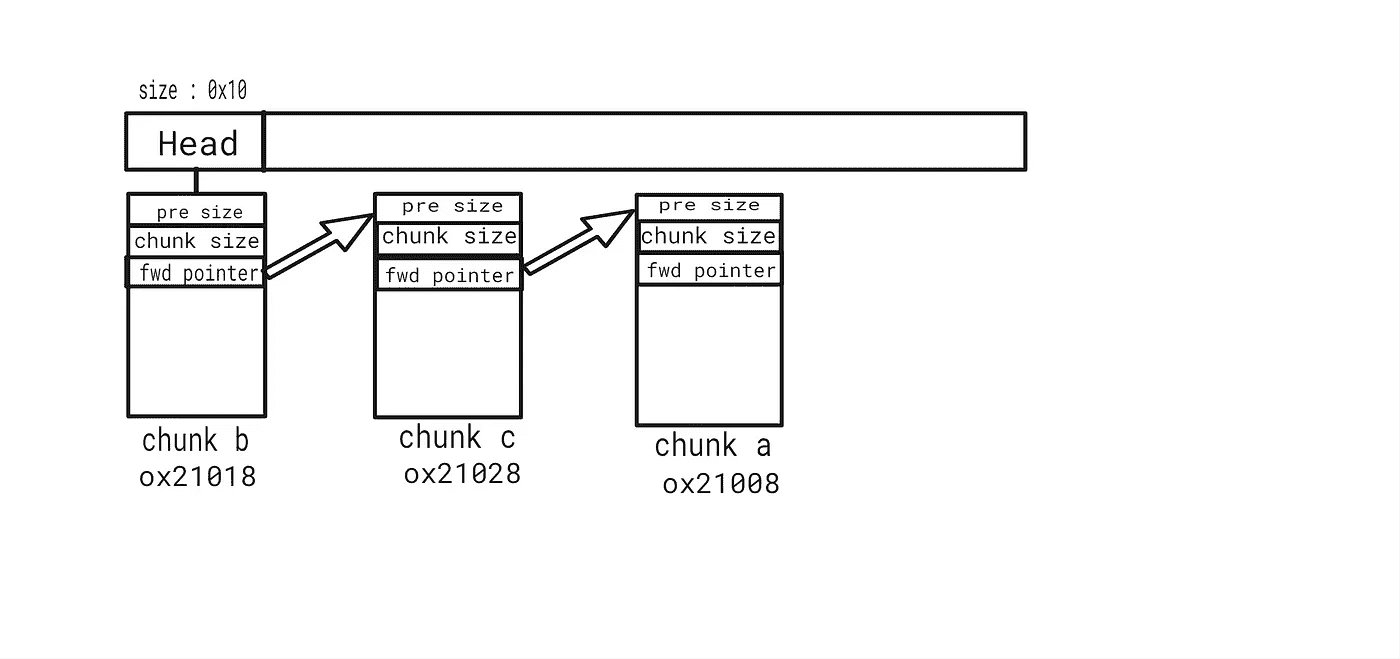 size : 0x10
Head
pre size
chunk size
fwd pointer
chunk b
ox21018
pre size
chunk size
fwd pointer
chunk c
ox21028
pre size
chunk size
fwd pointer
chunk a
ox21008